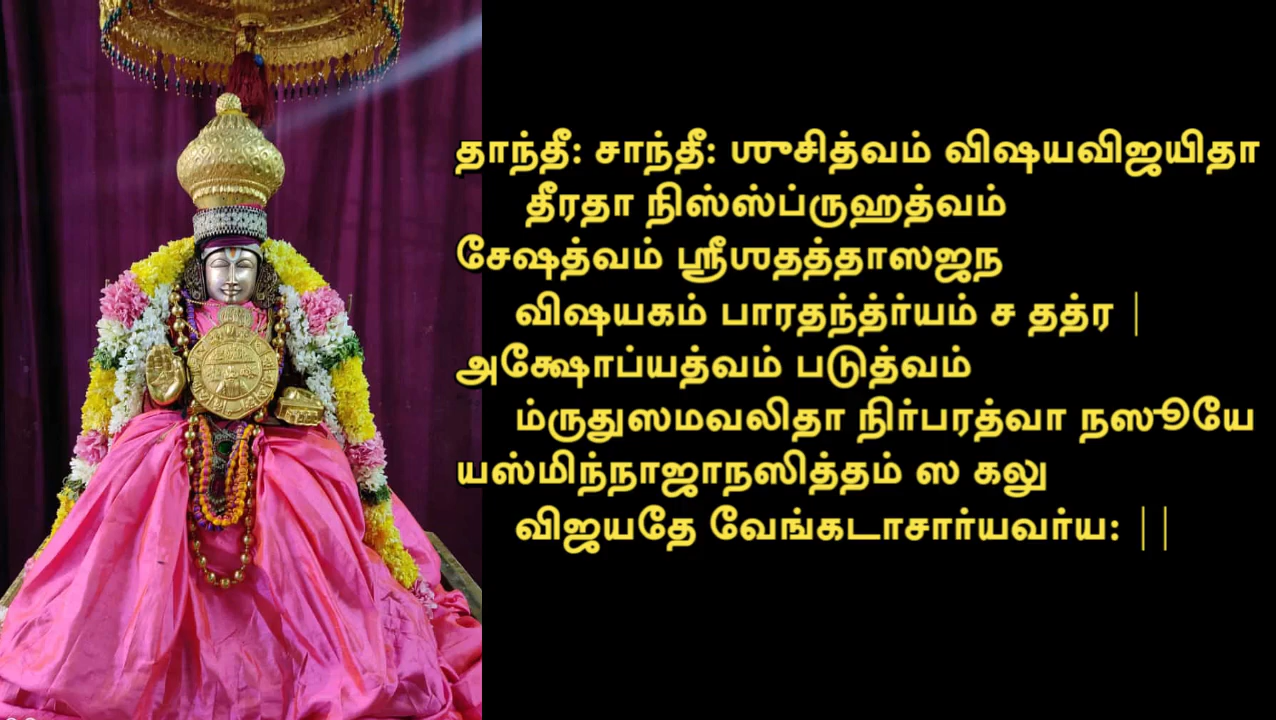 தாந்தீ: சாந்தீ: ஶுசித்வம் விஷயவிஜயிதா
தீரதா நிஸ்ஸ்ப்ருஹத்வம்
சேஷத்வம் ஸ்ரீஶதத்தாஸஜந
விஷயகம் பாரதந்த்ர்யம் ச தத்ர |
அக்ஷோப்யத்வம் படுத்வம்
ம்ருதுஸமவலிதா நிர்பரத்வா நஸூயே
யஸ்மிந்நாஜாநஸித்தம் ஸ கலு
விஜயதே வேங்கடாசார்யவர்ய: ||